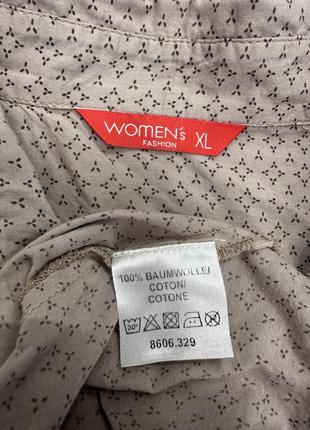 WOMEN's XL
FASHION
100% BAUMWOLLE/
COTON/
COTONE
30°
8606.329